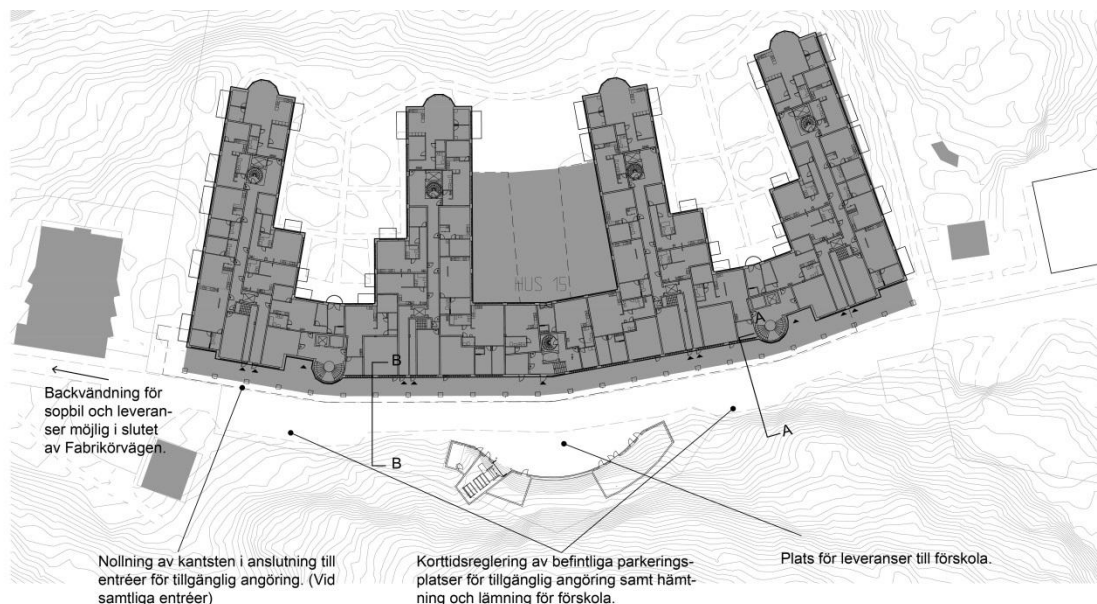 HUS 15
A
B
B
A
Backvändning för
sopbil och leveran-
ser möjlig i slutet
av Fabrikörvägen.
Nollning av kantsten i anslutning till
entréer för tillgänglig angöring. (Vid
samtliga entréer)
Korttidsreglering av befintliga parkerings-
platser för tillgänglig angöring samt hämt-
ning och lämning för förskola.
Plats för leveranser till förskola.